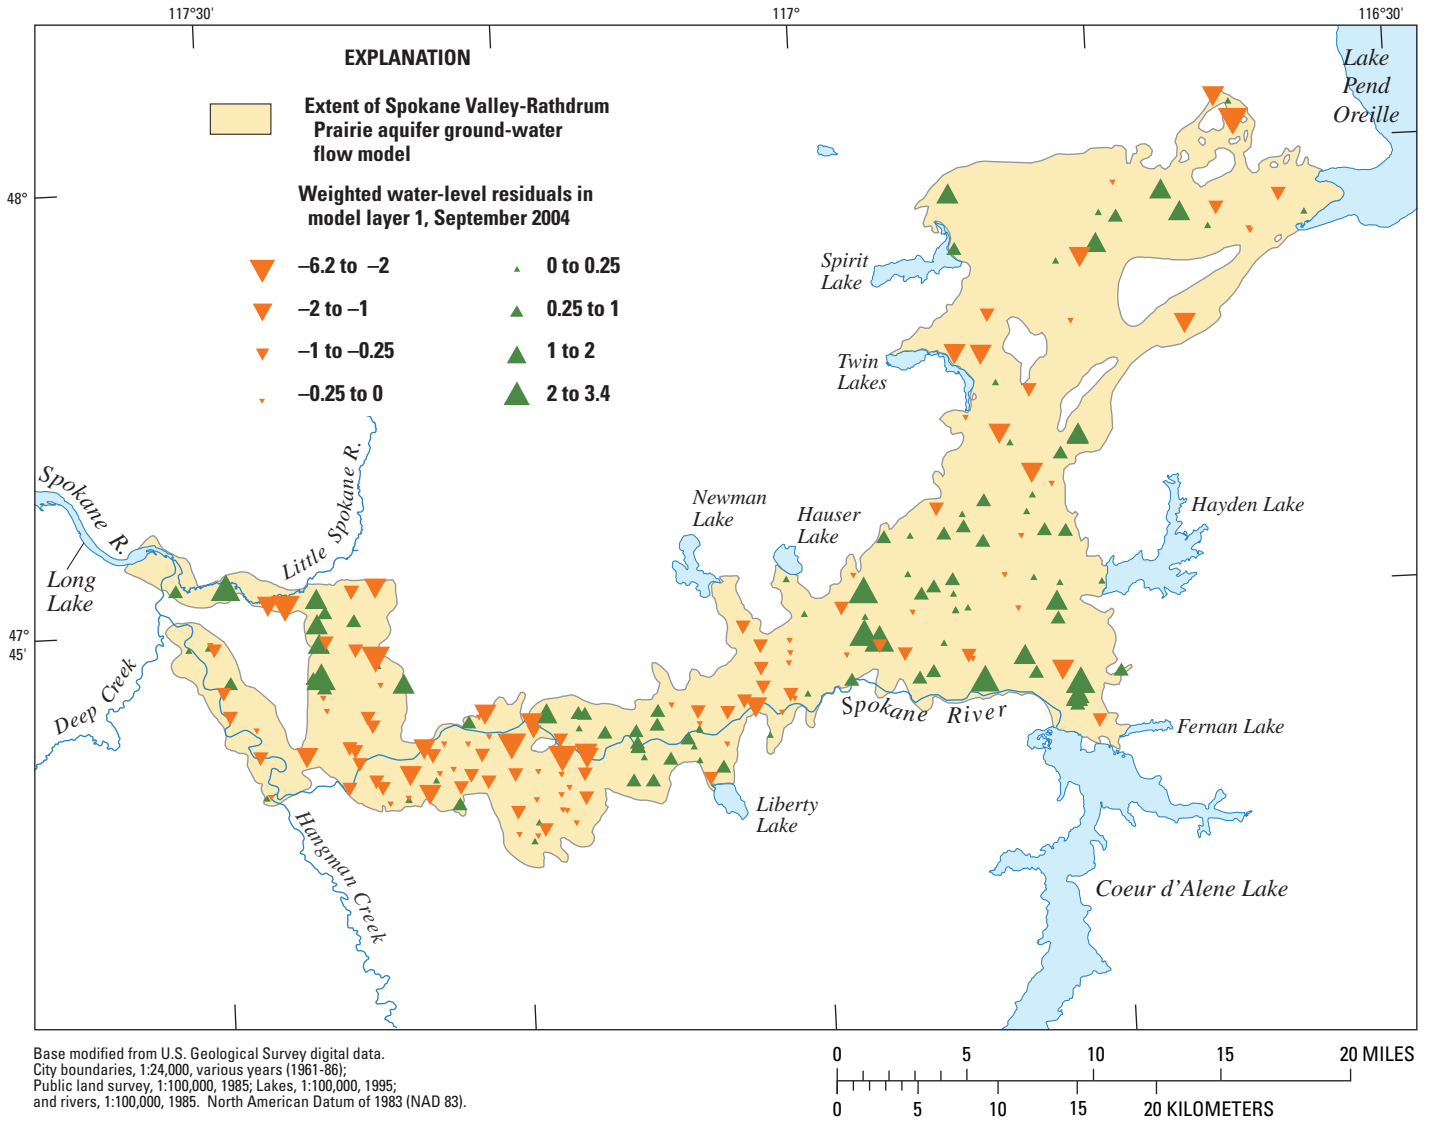 117°30'
117°
116°30'
EXPLANATION
Extent of Spokane Valley-Rathdrum
Prairie aquifer ground-water
flow model
Weighted water-level residuals in
model layer 1, September 2004
–6.2 to –2
–2 to –1
–1 to –0.25
–0.25 to 0
0 to 0.25
0.25 to 1
1 to 2
2 to 3.4
Lake
Pend
Oreille
48°
Spirit
Lake
Twin
Lakes
Spokane R.
Little Spokane R.
Newman
Lake
Hauser
Lake
Hayden Lake
Long
Lake
47°
45'
Deep Creek
Spokane River
Fernan Lake
Liberty
Lake
Hangman Creek
Coeur d'Alene Lake
Base modified from U.S. Geological Survey digital data.
City boundaries, 1:24,000, various years (1961-86);
Public land survey, 1:100,000, 1985; Lakes, 1:100,000, 1995;
and rivers, 1:100,000, 1985. North American Datum of 1983 (NAD 83).
0 5 10 15 20 MILES
0 5 10 15 20 KILOMETERS